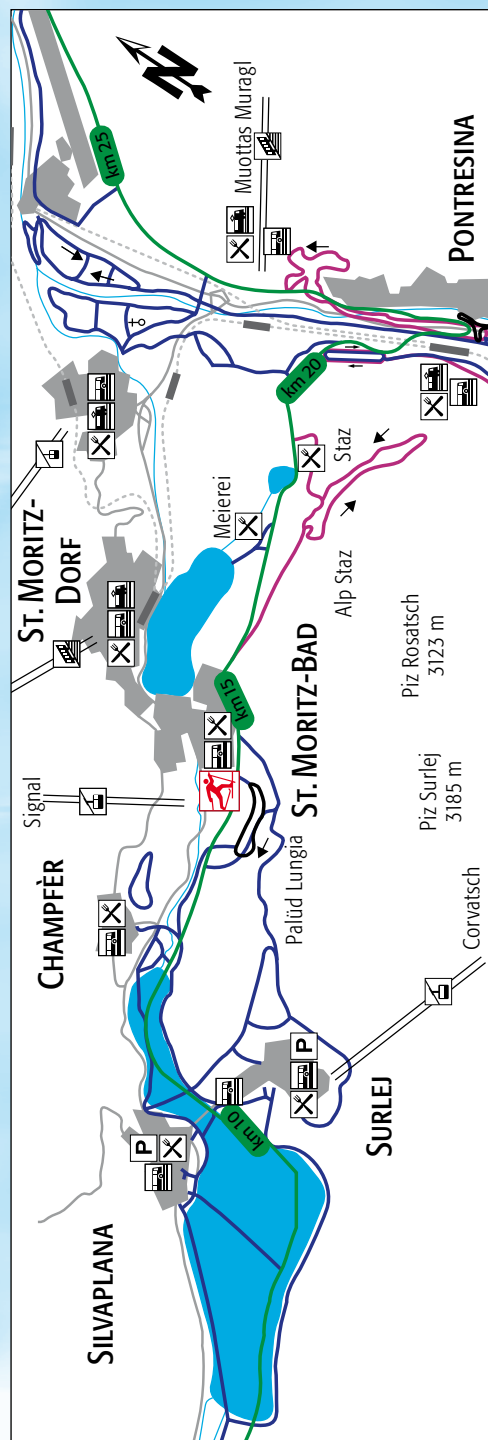 N
km 25
Muottas Muragl
PONTRESINA
km 20
Staz
Meierei
ST. MORITZ-
DORF
Alp Staz
Piz Rosatsch
3123 m
km 15
ST. MORITZ-BAD
Signal
Piz Surlej
3185 m
Palüd Lungia
Corvatsch
CHAMPFÈR
P
SURLEJ
km 10
P
SILVAPLANA